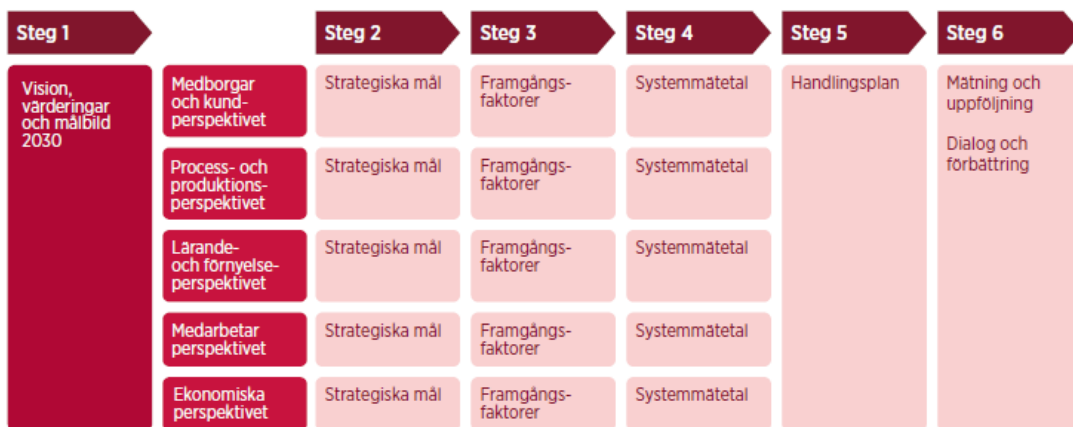 Steg 1
Steg 2
Steg 3
Steg 4
Steg 5
Steg 6
Vision,
värderingar
och målbild
2030
Medborgar
och kund-
perspektivet
Strategiska mål
Framgångs-
faktorer
Systemmätetal
Handlingsplan
Mätning och
uppföljning
Dialog och
förbättring
Process- och
produktions-
perspektivet
Strategiska mål
Framgångs-
faktorer
Systemmätetal
Lärande-
och förnyelse-
perspektivet
Strategiska mål
Framgångs-
faktorer
Systemmätetal
Medarbetar
perspektivet
Strategiska mål
Framgångs-
faktorer
Systemmätetal
Ekonomiska
perspektivet
Strategiska mål
Framgångs-
faktorer
Systemmätetal